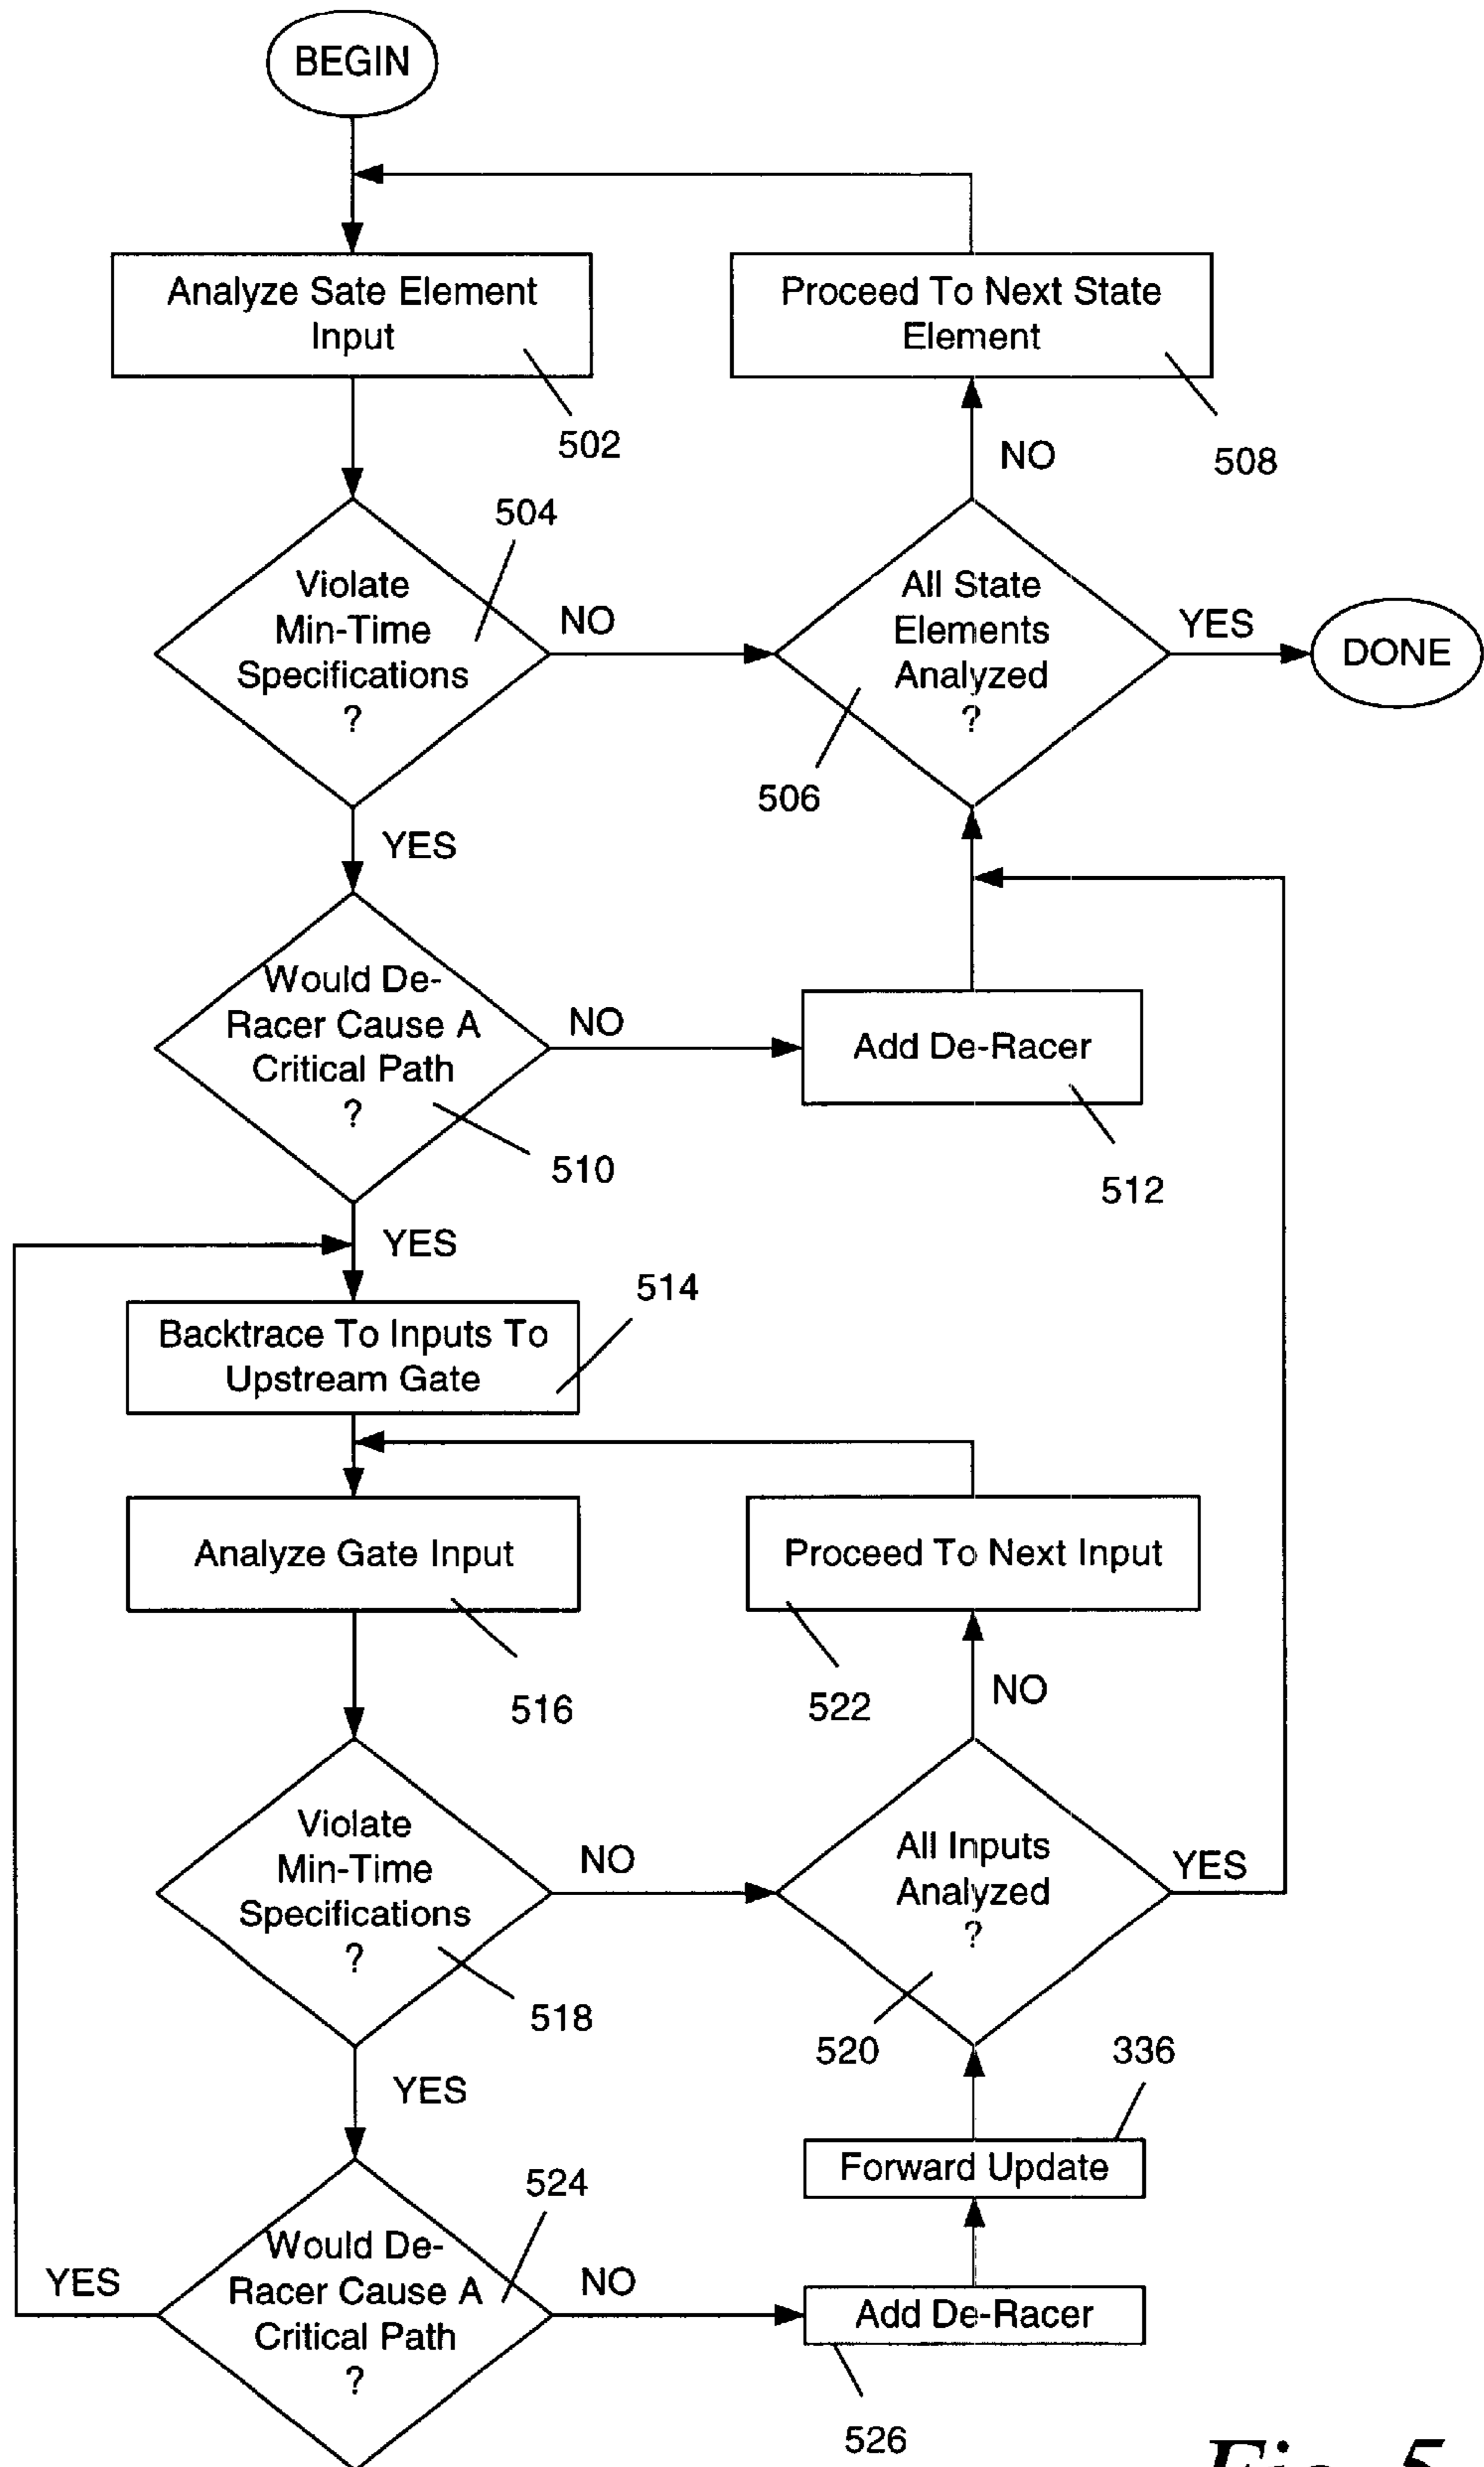 BEGIN
Analyze Sate Element
Input
502
Proceed To Next State
Element
508
NO
504
Violate
Min-Time
Specifications
?
NO
All State
Elements
Analyzed
?
506
YES
DONE
YES
Would De-
Racer Cause A
Critical Path
?
510
NO
Add De-Racer
512
YES
514
Backtrace To Inputs To
Upstream Gate
Analyze Gate Input
516
Proceed To Next Input
522
NO
Violate
Min-Time
Specifications
?
518
NO
All Inputs
Analyzed
?
520
YES
336
YES
Forward Update
524
Would De-
Racer Cause A
Critical Path
?
YES
NO
Add De-Racer
526
Fig. 5